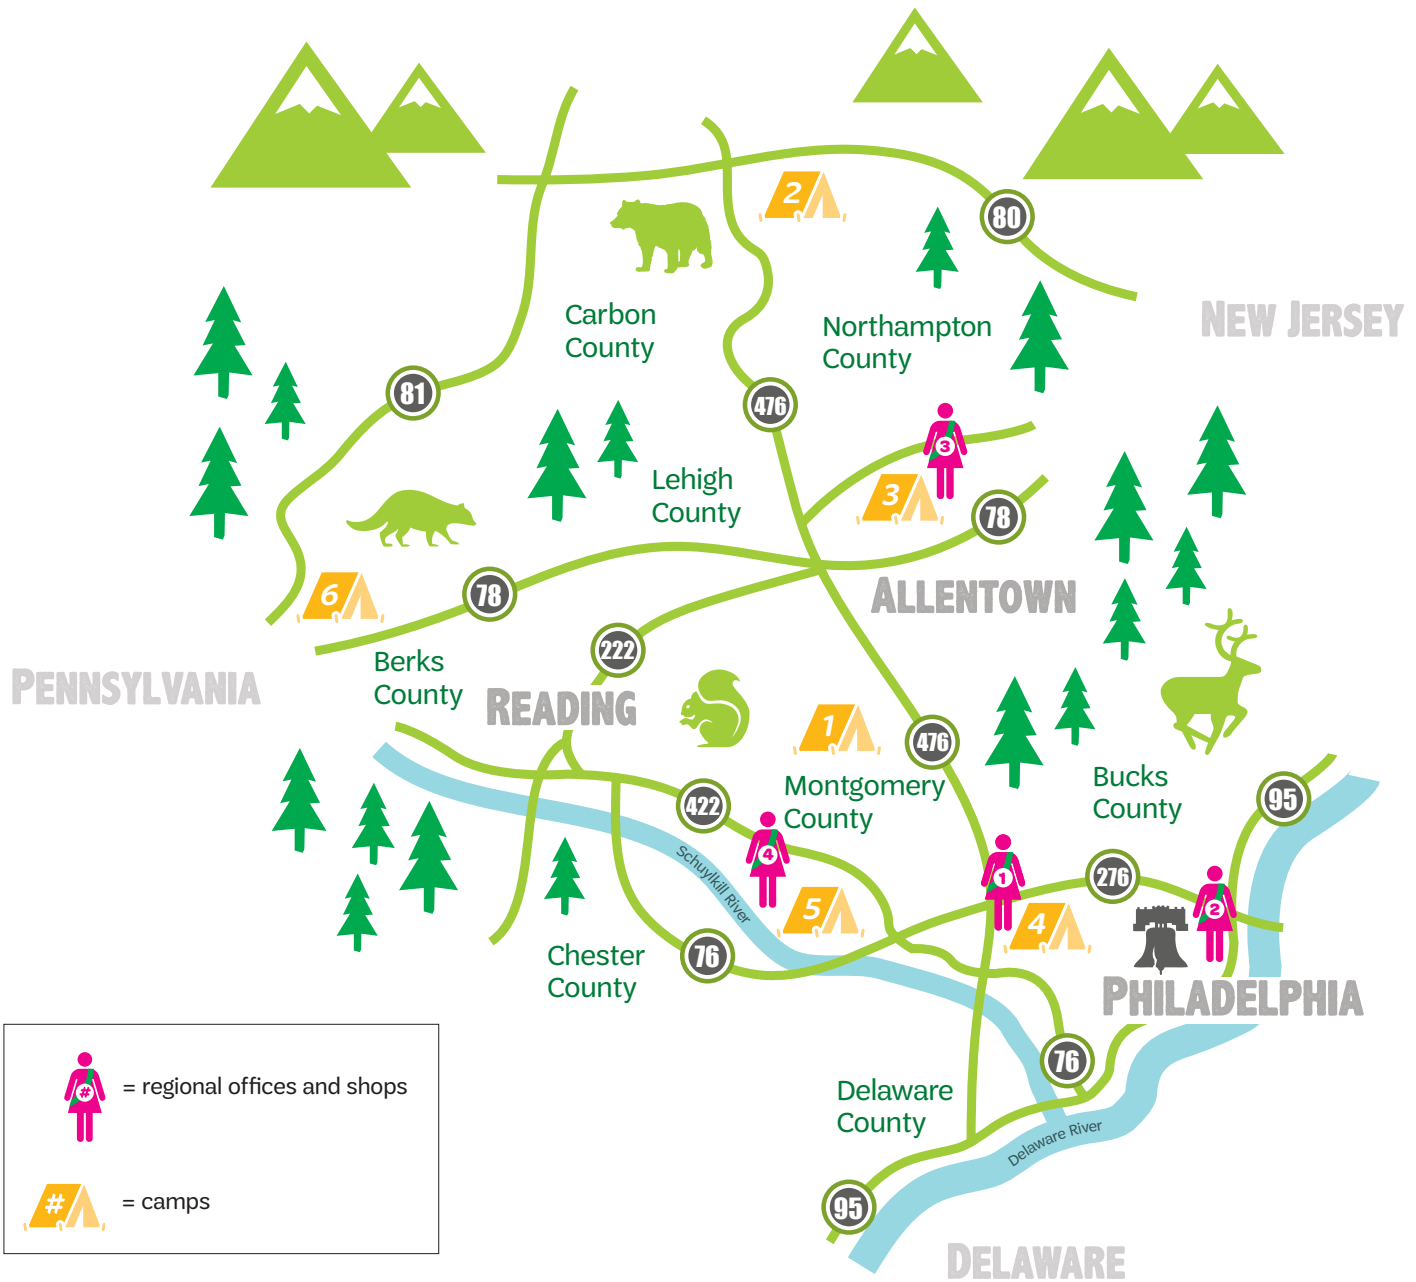 2
80
NEW JERSEY
Carbon
County
Northampton
County
81
476
3
3
Lehigh
County
78
78
6
ALLENTOWN
222
Berks
County
PENNSYLVANIA
READING
1
476
Montgomery
County
Bucks
County
95
422
4
Schuylkill River
1
276
2
5
4
76
Chester
County
PHILADELPHIA
76
Delaware
County
Delaware River
95
DELAWARE
# = regional offices and shops
# = camps